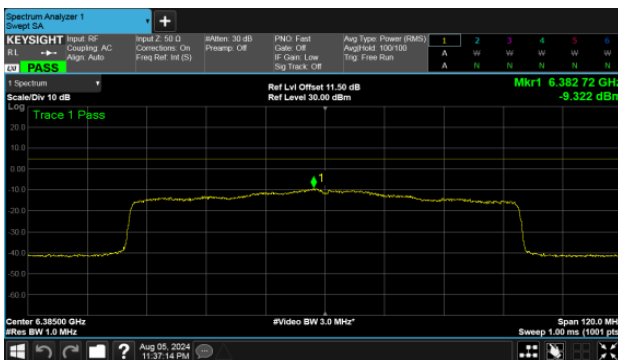 Spectrum Analyzer 1
Swept SA
KEYSIGHT
RL
LXI PASS
Input: RF
Coupling: AC
Align: Auto
Input Z: 50 Ω
Corrections: On
Freq Ref: Int (S)
#Atten: 30 dB
Preamp: Off
PNO: Fast
Gate: Off
IF Gain: Low
Sig Track: Off
Avg Type: Power (RMS)
Avg|Hold: 100/100
Trig: Free Run
1 2 3 4 5 6
A W W W W W
A N N N N N
1 Spectrum
Scale/Div 10 dB
Ref Lvl Offset 11.50 dB
Ref Level 30.00 dBm
Mkr1 6.382 72 GHz
-9.322 dBm
Log
Trace 1 Pass
20.0
10.0
0.00
-10.0
-20.0
-30.0
-40.0
-50.0
-60.0
1
Center 6.38500 GHz
#Res BW 1.0 MHz
#Video BW 3.0 MHz*
Span 120.0 MH
Sweep 1.00 ms (1001 pts
Aug 05, 2024
11:37:14 PM